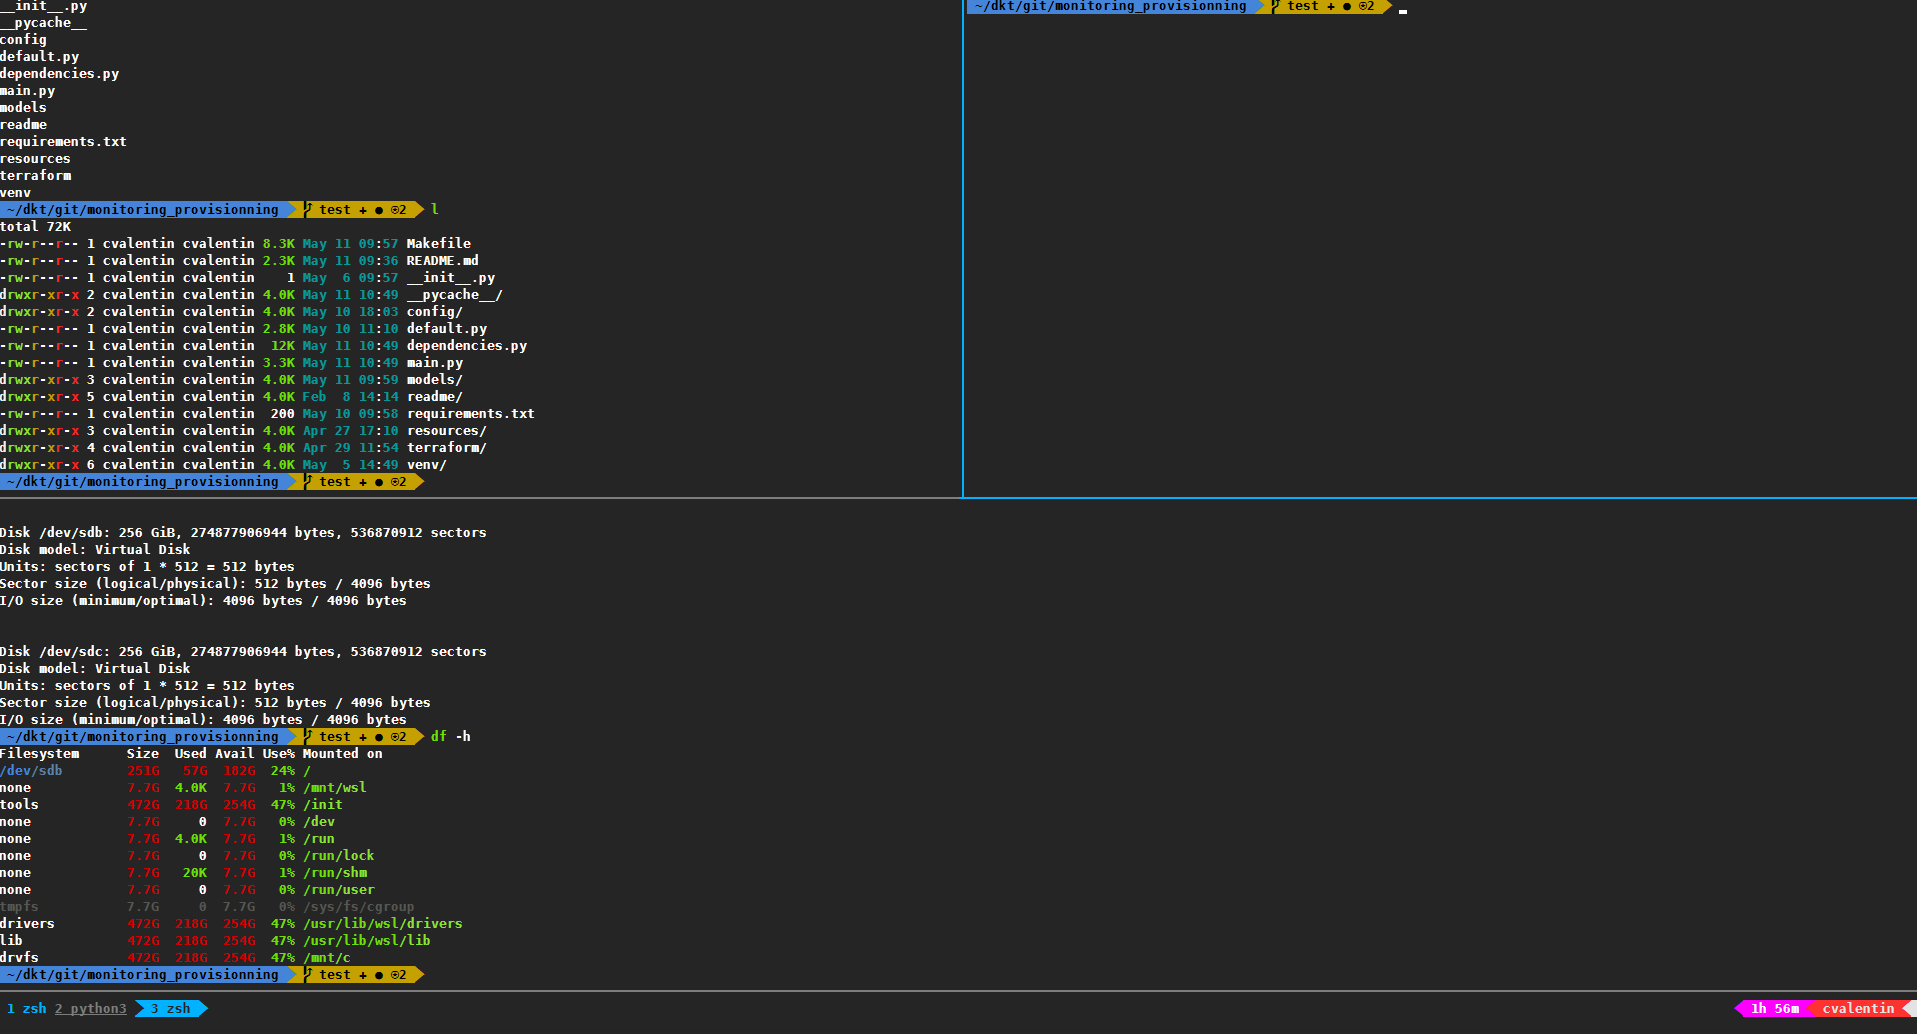 __init__.py
__pycache__
config
default.py
dependencies.py
main.py
models
readme
requirements.txt
resources
terraform
venv
~/dkt/git/monitoring_provisionning test + ● ⍟2 l
total 72K
-rw-r--r-- 1 cvalentin cvalentin 8.3K May 11 09:57 Makefile
-rw-r--r-- 1 cvalentin cvalentin 2.3K May 11 09:36 README.md
-rw-r--r-- 1 cvalentin cvalentin    1 May  6 09:57 __init__.py
drwxr-xr-x 2 cvalentin cvalentin 4.0K May 11 10:49 __pycache__/
drwxr-xr-x 2 cvalentin cvalentin 4.0K May 10 18:03 config/
-rw-r--r-- 1 cvalentin cvalentin 2.8K May 10 11:10 default.py
-rw-r--r-- 1 cvalentin cvalentin  12K May 11 10:49 dependencies.py
-rw-r--r-- 1 cvalentin cvalentin 3.3K May 11 10:49 main.py
drwxr-xr-x 3 cvalentin cvalentin 4.0K May 11 09:59 models/
drwxr-xr-x 5 cvalentin cvalentin 4.0K Feb  8 14:14 readme/
-rw-r--r-- 1 cvalentin cvalentin  200 May 10 09:58 requirements.txt
drwxr-xr-x 3 cvalentin cvalentin 4.0K Apr 27 17:10 resources/
drwxr-xr-x 4 cvalentin cvalentin 4.0K Apr 29 11:54 terraform/
drwxr-xr-x 6 cvalentin cvalentin 4.0K May  5 14:49 venv/
~/dkt/git/monitoring_provisionning test + ● ⍟2
~/dkt/git/monitoring_provisionning test + ● ⍟2
Disk /dev/sdb: 256 GiB, 274877906944 bytes, 536870912 sectors
Disk model: Virtual Disk
Units: sectors of 1 * 512 = 512 bytes
Sector size (logical/physical): 512 bytes / 4096 bytes
I/O size (minimum/optimal): 4096 bytes / 4096 bytes
Disk /dev/sdc: 256 GiB, 274877906944 bytes, 536870912 sectors
Disk model: Virtual Disk
Units: sectors of 1 * 512 = 512 bytes
Sector size (logical/physical): 512 bytes / 4096 bytes
I/O size (minimum/optimal): 4096 bytes / 4096 bytes
~/dkt/git/monitoring_provisionning test + ● ⍟2 df -h
Filesystem      Size  Used Avail Use% Mounted on
/dev/sdb        251G   57G  182G  24% /
none            7.7G  4.0K  7.7G   1% /mnt/wsl
tools           472G  218G  254G  47% /init
none            7.7G     0  7.7G   0% /dev
none            7.7G  4.0K  7.7G   1% /run
none            7.7G     0  7.7G   0% /run/lock
none            7.7G   20K  7.7G   1% /run/shm
none            7.7G     0  7.7G   0% /run/user
tmpfs           7.7G     0  7.7G   0% /sys/fs/cgroup
drivers         472G  218G  254G  47% /usr/lib/wsl/drivers
lib             472G  218G  254G  47% /usr/lib/wsl/lib
drvfs           472G  218G  254G  47% /mnt/c
~/dkt/git/monitoring_provisionning test + ● ⍟2
1 zsh 2 python3 3 zsh 1h 56m cvalentin